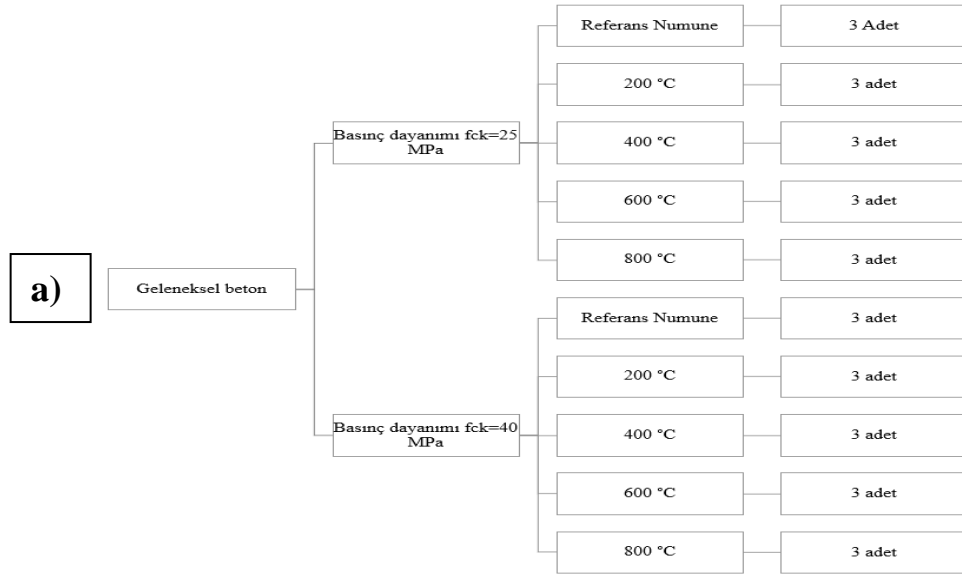 a)
Geleneksel beton
Basınç dayanımı fck=25
MPa
Referans Numune
3 Adet
200 °C
3 adet
400 °C
3 adet
600 °C
3 adet
800 °C
3 adet
Basınç dayanımı fck=40
MPa
Referans Numune
3 adet
200 °C
3 adet
400 °C
3 adet
600 °C
3 adet
800 °C
3 adet